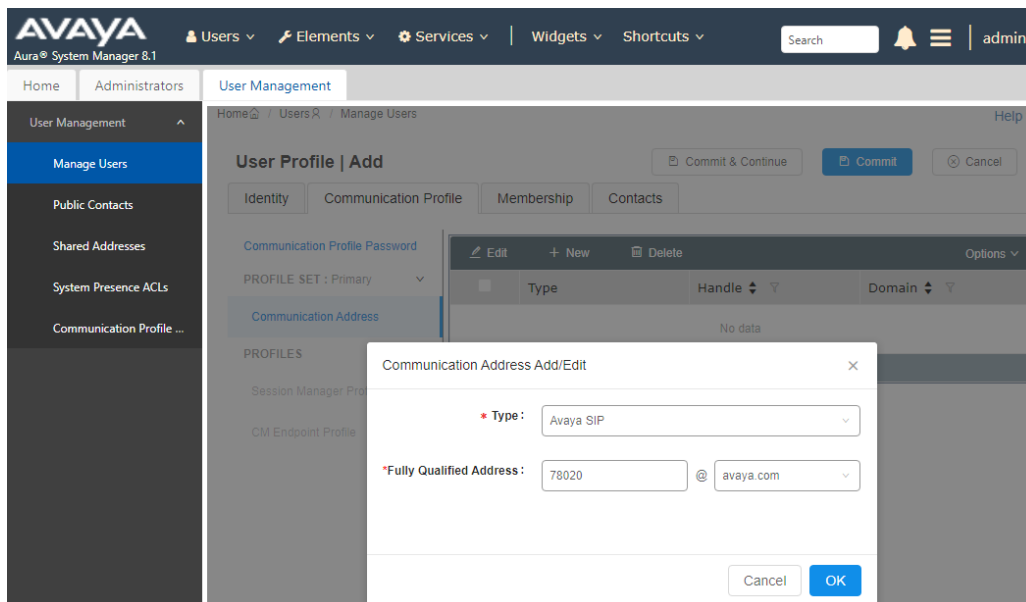 AVAYA
Aura® System Manager 8.1
Users Elements Services | Widgets Shortcuts Search admin
Home Administrators User Management
User Management
Manage Users
Public Contacts
Shared Addresses
System Presence ACLs
Communication Profile ...
Home / Users / Manage Users Help
User Profile | Add Commit & Continue Commit Cancel
Identity Communication Profile Membership Contacts
Communication Profile Password
PROFILE SET : Primary
Communication Address
PROFILES
Session Manager Prof
CM Endpoint Profile
Edit + New Delete Options
Type Handle Domain
No data
Communication Address Add/Edit ×
* Type : Avaya SIP
*Fully Qualified Address : 78020 @ avaya.com
Cancel OK